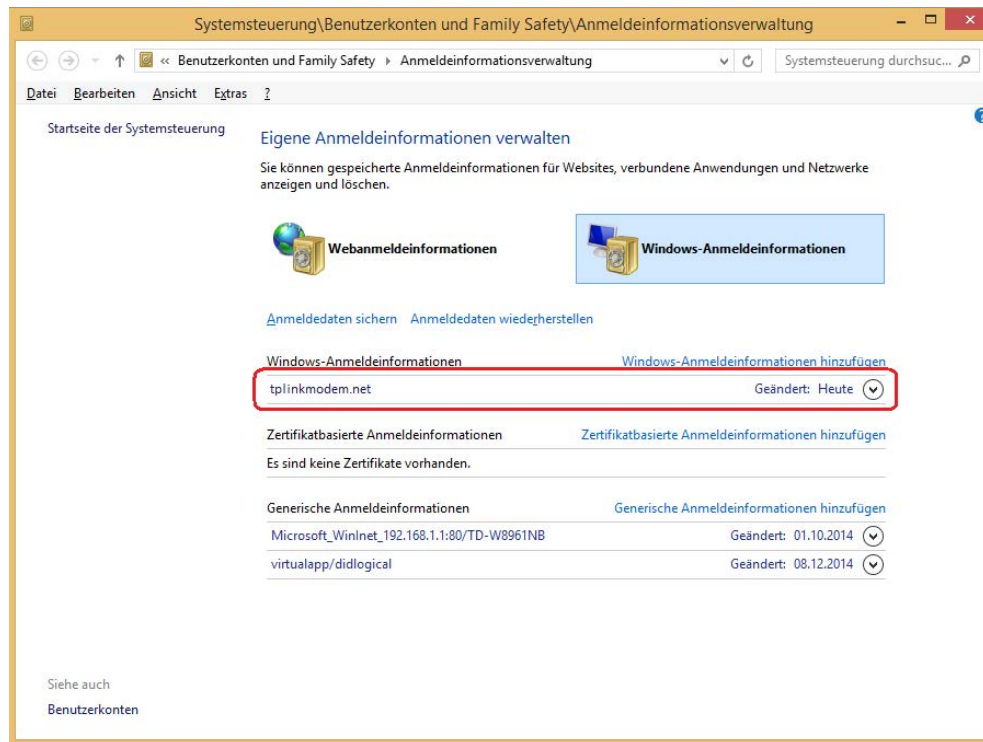 Systemsteuerung\Benutzerkonten und Family Safety\Anmeldeinformationsverwaltung
« Benutzerkonten und Family Safety Anmeldeinformationsverwaltung
Systemsteuerung durchsuc...
Datei Bearbeiten Ansicht Extras ?
Startseite der Systemsteuerung
Eigene Anmeldeinformationen verwalten
Sie können gespeicherte Anmeldeinformationen für Websites, verbundene Anwendungen und Netzwerke
anzeigen und löschen.
Webanmeldeinformationen
Windows-Anmeldeinformationen
Anmeldedaten sichern Anmeldedaten wiederherstellen
Windows-Anmeldeinformationen Windows-Anmeldeinformationen hinzufügen
tplinkmodem.net Geändert: Heute
Zertifikatbasierte Anmeldeinformationen Zertifikatbasierte Anmeldeinformationen hinzufügen
Es sind keine Zertifikate vorhanden.
Generische Anmeldeinformationen Generische Anmeldeinformationen hinzufügen
Microsoft_WinInet_192.168.1.1:80/TD-W8961NB Geändert: 01.10.2014
virtualapp/didlogical Geändert: 08.12.2014
Siehe auch
Benutzerkonten